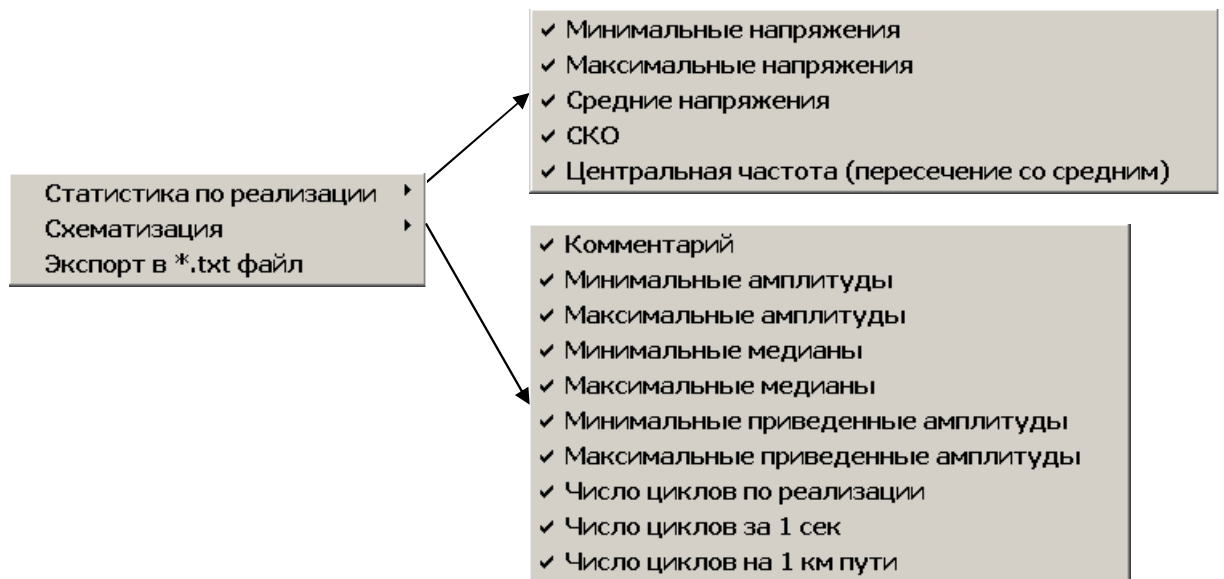 Статистика по реализации
Схематизация
Экспорт в *.txt файл
Минимальные напряжения
Максимальные напряжения
Средние напряжения
СКО
Центральная частота (пересечение со средним)
Комментарий
Минимальные амплитуды
Максимальные амплитуды
Минимальные медианы
Максимальные медианы
Минимальные приведенные амплитуды
Максимальные приведенные амплитуды
Число циклов по реализации
Число циклов за 1 сек
Число циклов на 1 км пути